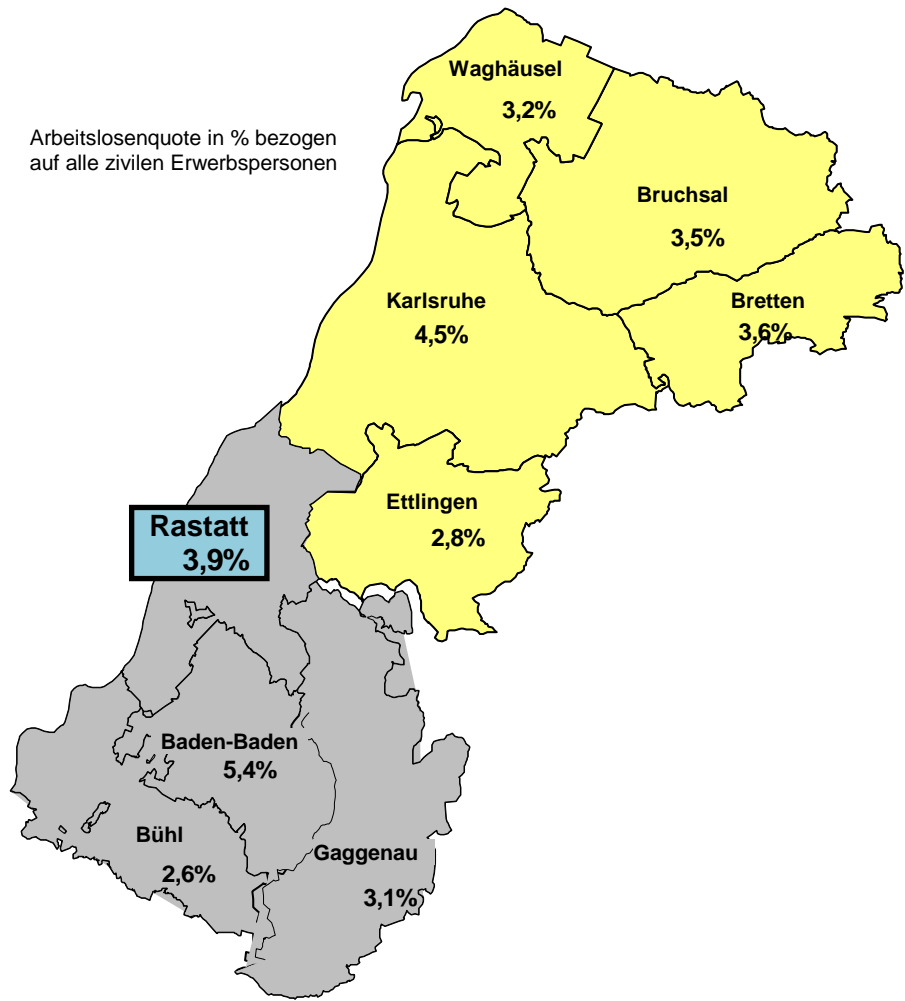 Waghäusel
3,2%
Arbeitslosenquote in % bezogen
auf alle zivilen Erwerbspersonen
Bruchsal
3,5%
Karlsruhe
4,5%
Bretten
3,6%
Ettlingen
2,8%
Rastatt
3,9%
Baden-Baden
5,4%
Bühl
2,6%
Gaggenau
3,1%